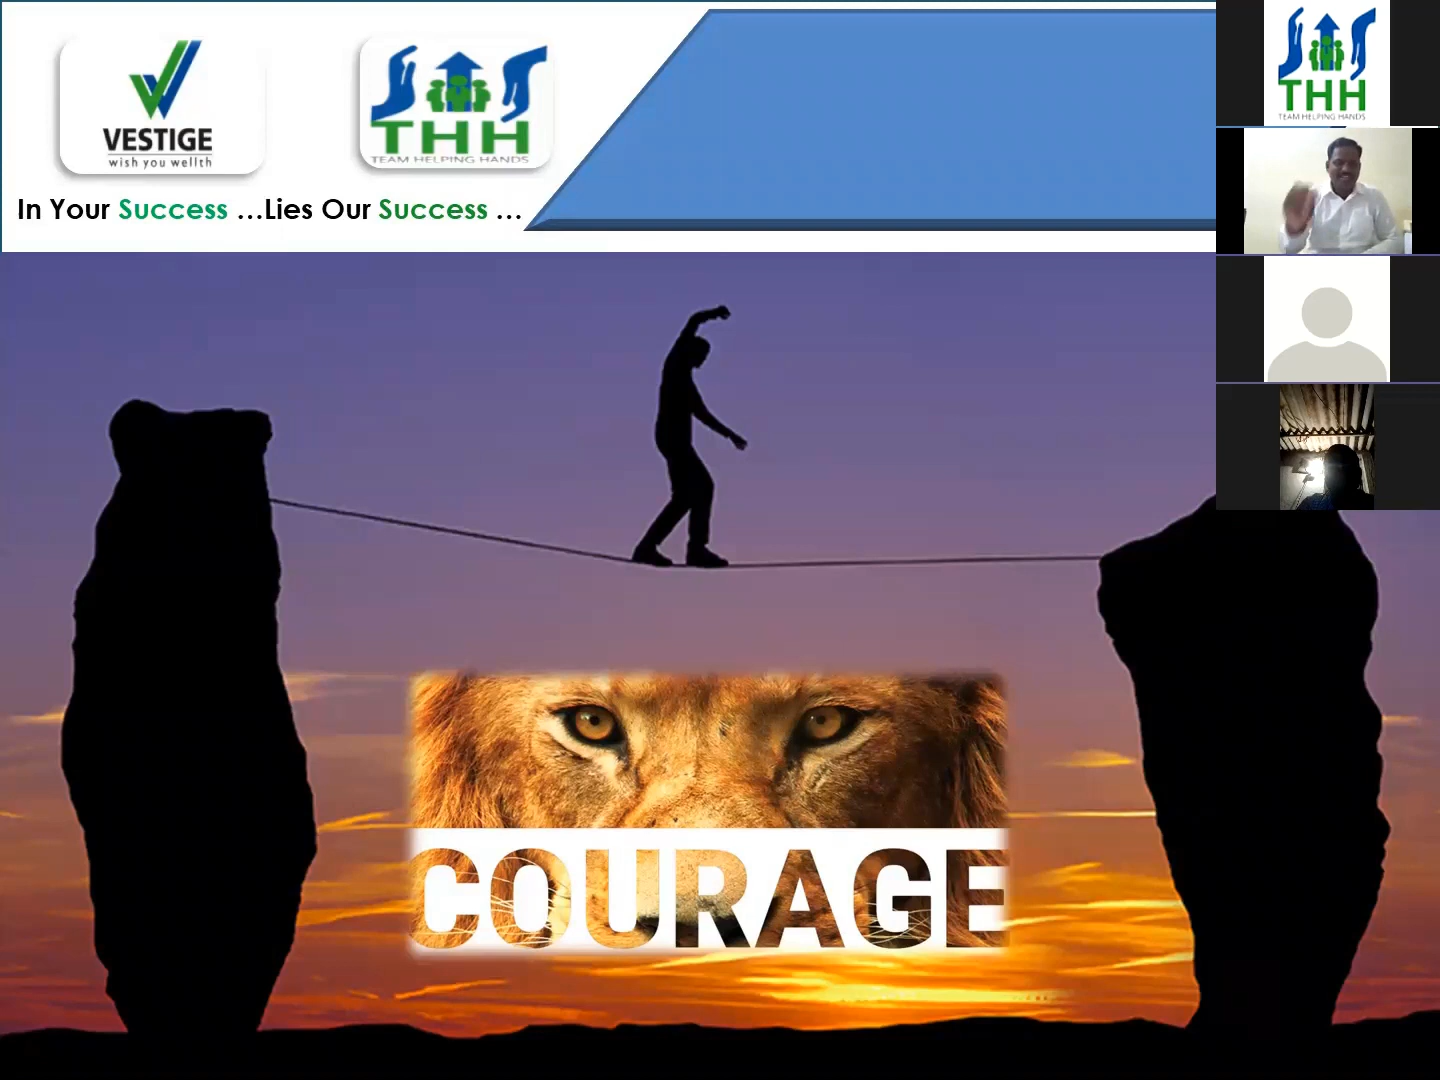 VESTIGE
wish you wellth
THH
TEAM HELPING HANDS
In Your Success ...Lies Our Success ...
COURAGE
THH
TEAM HELPING HANDS